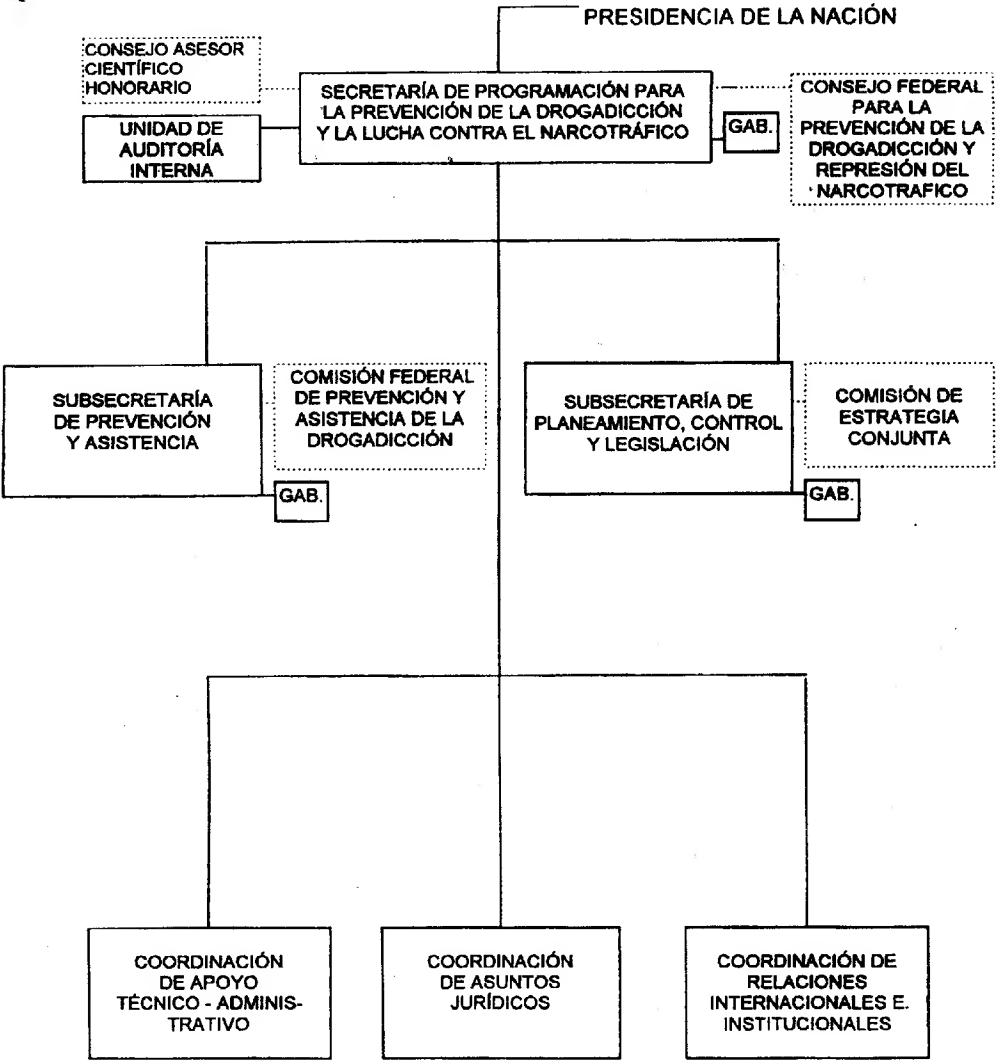 PRESIDENCIA DE LA NACIÓN
CONSEJO ASESOR
CIENTÍFICO
HONORARIO
SECRETARÍA DE PROGRAMACIÓN PARA
LA PREVENCIÓN DE LA DROGADICCIÓN
Y LA LUCHA CONTRA EL NARCOTRÁFICO
GAB.
CONSEJO FEDERAL
PARA LA
PREVENCIÓN DE LA
DROGADICCIÓN Y
REPRESIÓN DEL
NARCOTRAFICO
UNIDAD DE
AUDITORÍA
INTERNA
SUBSECRETARÍA
DE PREVENCIÓN
Y ASISTENCIA
COMISIÓN FEDERAL
DE PREVENCIÓN Y
ASISTENCIA DE LA
DROGADICCIÓN
GAB.
SUBSECRETARÍA DE
PLANEAMIENTO, CONTROL
Y LEGISLACIÓN
COMISIÓN DE
ESTRATEGIA
CONJUNTA
GAB.
COORDINACIÓN
DE APOYO
TÉCNICO - ADMINIS-
TRATIVO
COORDINACIÓN
DE ASUNTOS
JURÍDICOS
COORDINACIÓN DE
RELACIONES
INTERNACIONALES E.
INSTITUCIONALES